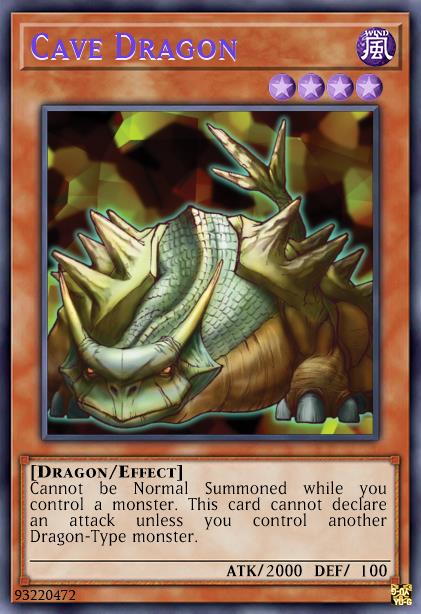 CAVE DRAGON
WIND
風
[DRAGON/EFFECT]
Cannot be Normal Summoned while you
control a monster. This card cannot declare
an attack unless you control another
Dragon-Type monster.
ATK/2000 DEF/ 100
93220472